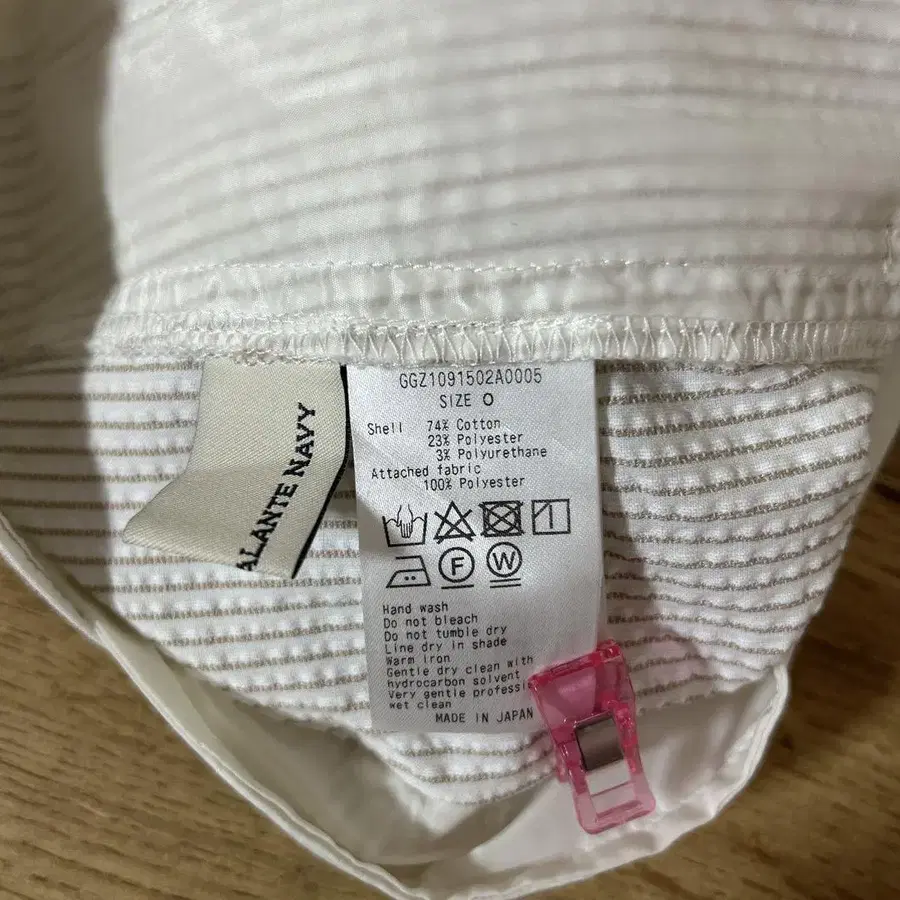 ALANTE NAVY
GGZ1091502A0005
SIZE O
Shell 74% Cotton
23% Polyester
3% Polyurethane
Attached fabric
100% Polyester
F W
Hand wash
Do not bleach
Do not tumble dry
Line dry in shade
Warm iron
Gentle dry clean with
hydrocarbon solvent
Very gentle professi
wet clean
MADE IN JAPAN